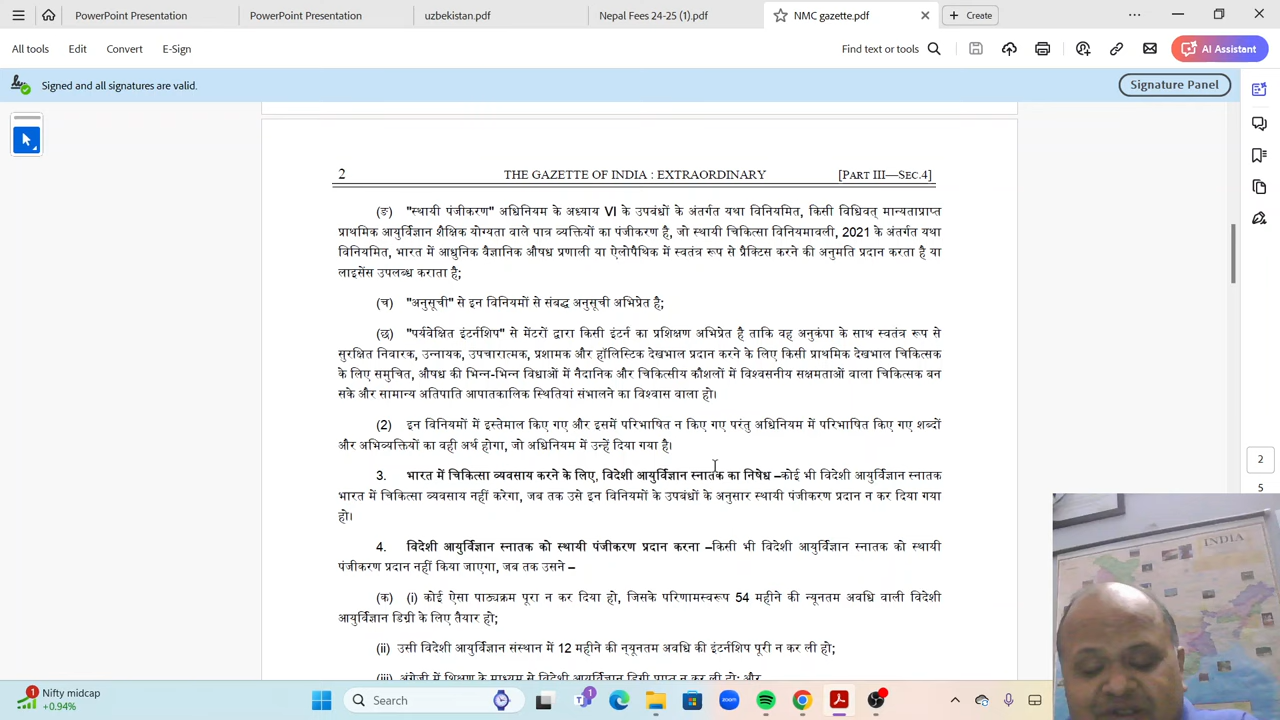 PowerPoint Presentation
PowerPoint Presentation
uzbekistan.pdf
Nepal Fees 24-25 (1).pdf
NMC gazette.pdf
Create
All tools
Edit
Convert
E-Sign
Find text or tools
AI Assistant
Signed and all signatures are valid.
Signature Panel
2
THE GAZETTE OF INDIA : EXTRAORDINARY
[PART III—SEC.4]
(ङ) "स्थायी पंजीकरण" अधिनियम के अध्याय VI के उपबंधों के अंतर्गत यथा विनियमित, किसी विधिवत् मान्यताप्राप्त
प्राथमिक आयुर्विज्ञान शैक्षिक योग्यता वाले पात्र व्यक्तियों का पंजीकरण है, जो स्थायी चिकित्सा विनियमावली, 2021 के अंतर्गत यथा
विनियमित, भारत में आधुनिक वैज्ञानिक औषध प्रणाली या ऐलोपैथिक में स्वतंत्र रूप से प्रैक्टिस करने की अनुमति प्रदान करता है या
लाइसेंस उपलब्ध कराता है;
(च) "अनुसूची" से इन विनियमों से संबद्ध अनुसूची अभिप्रेत है;
(छ) "पर्यवेक्षित इंटर्नशिप" से मेंटरों द्वारा किसी इंटर्न का प्रशिक्षण अभिप्रेत है ताकि वह अनुकंपा के साथ स्वतंत्र रूप से
सुरक्षित निवारक, उन्नायक, उपचारात्मक, प्रशामक और हॉलिस्टिक देखभाल प्रदान करने के लिए किसी प्राथमिक देखभाल चिकित्सक
के लिए समुचित, औषध की भिन्न-भिन्न विधाओं में नैदानिक और चिकित्सीय कौशलों में विश्वसनीय सक्षमताओं वाला चिकित्सक बन
सके और सामान्य अतिपाति आपातकालिक स्थितियां संभालने का विश्वास वाला हो।
(2) इन विनियमों में इस्तेमाल किए गए और इसमें परिभाषित न किए गए परंतु अधिनियम में परिभाषित किए गए शब्दों
और अभिव्यक्तियों का वही अर्थ होगा, जो अधिनियम में उन्हें दिया गया है।
3. भारत में चिकित्सा व्यवसाय करने के लिए, विदेशी आयुर्विज्ञान स्नातक का निषेध –कोई भी विदेशी आयुर्विज्ञान स्नातक
भारत में चिकित्सा व्यवसाय नहीं करेगा, जब तक उसे इन विनियमों के उपबंधों के अनुसार स्थायी पंजीकरण प्रदान न कर दिया गया
हो।
4. विदेशी आयुर्विज्ञान स्नातक को स्थायी पंजीकरण प्रदान करना –किसी भी विदेशी आयुर्विज्ञान स्नातक को स्थायी
पंजीकरण प्रदान नहीं किया जाएगा, जब तक उसने –
(क) (i) कोई ऐसा पाठ्यक्रम पूरा न कर दिया हो, जिसके परिणामस्वरूप 54 महीने की न्यूनतम अवधि वाली विदेशी
आयुर्विज्ञान डिग्री के लिए तैयार हो;
(ii) उसी विदेशी आयुर्विज्ञान संस्थान में 12 महीने की न्यूनतम अवधि की इंटर्नशिप पूरी न कर ली हो;
(iii) अंग्रेजी में शिक्षण के माध्यम से विदेशी आयुर्विज्ञान डिग्री प्राप्त न कर ली हो; और
2
5
INDIA
1
Nifty midcap
+0.94%
Search
1
zoom